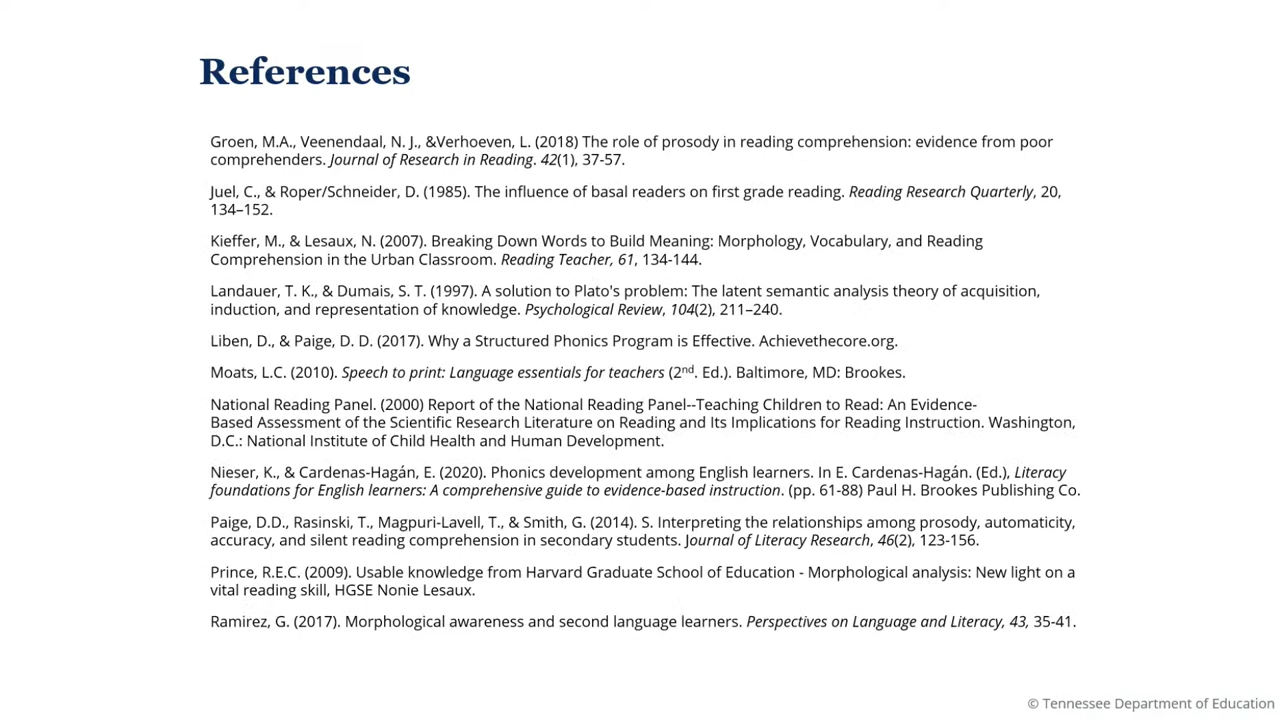 References
Groen, M.A., Veenendaal, N. J., &Verhoeven, L. (2018) The role of prosody in reading comprehension: evidence from poor
comprehenders. Journal of Research in Reading. 42(1), 37-57.
Juel, C., & Roper/Schneider, D. (1985). The influence of basal readers on first grade reading. Reading Research Quarterly, 20,
134–152.
Kieffer, M., & Lesaux, N. (2007). Breaking Down Words to Build Meaning: Morphology, Vocabulary, and Reading
Comprehension in the Urban Classroom. Reading Teacher, 61, 134-144.
Landauer, T. K., & Dumais, S. T. (1997). A solution to Plato's problem: The latent semantic analysis theory of acquisition,
induction, and representation of knowledge. Psychological Review, 104(2), 211–240.
Liben, D., & Paige, D. D. (2017). Why a Structured Phonics Program is Effective. Achievethecore.org.
Moats, L.C. (2010). Speech to print: Language essentials for teachers (2nd. Ed.). Baltimore, MD: Brookes.
National Reading Panel. (2000) Report of the National Reading Panel--Teaching Children to Read: An Evidence-
Based Assessment of the Scientific Research Literature on Reading and Its Implications for Reading Instruction. Washington,
D.C.: National Institute of Child Health and Human Development.
Nieser, K., & Cardenas-Hagán, E. (2020). Phonics development among English learners. In E. Cardenas-Hagán. (Ed.), Literacy
foundations for English learners: A comprehensive guide to evidence-based instruction. (pp. 61-88) Paul H. Brookes Publishing Co.
Paige, D.D., Rasinski, T., Magpuri-Lavell, T., & Smith, G. (2014). S. Interpreting the relationships among prosody, automaticity,
accuracy, and silent reading comprehension in secondary students. Journal of Literacy Research, 46(2), 123-156.
Prince, R.E.C. (2009). Usable knowledge from Harvard Graduate School of Education - Morphological analysis: New light on a
vital reading skill, HGSE Nonie Lesaux.
Ramirez, G. (2017). Morphological awareness and second language learners. Perspectives on Language and Literacy, 43, 35-41.
© Tennessee Department of Education